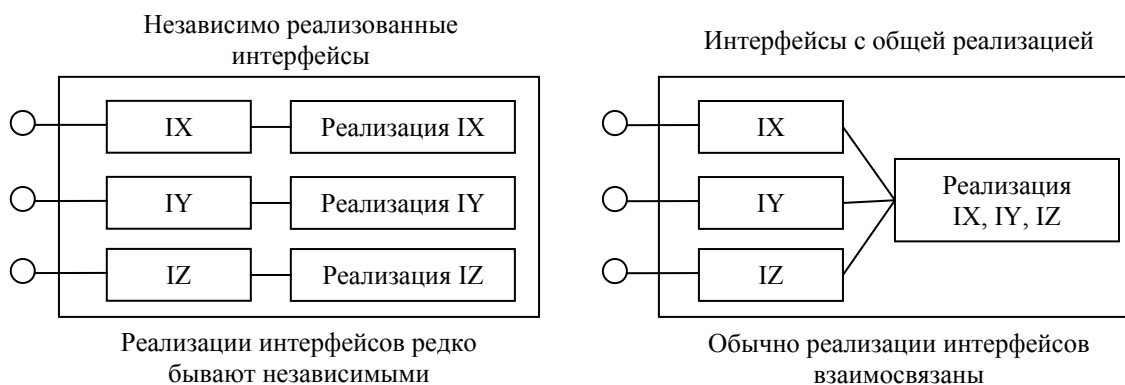 Независимо реализованные
интерфейсы
IX
Реализация IX
IY
Реализация IY
IZ
Реализация IZ
Реализации интерфейсов редко
бывают независимыми
Интерфейсы с общей реализацией
IX
IY
IZ
Реализация
IX, IY, IZ
Обычно реализации интерфейсов
взаимосвязаны